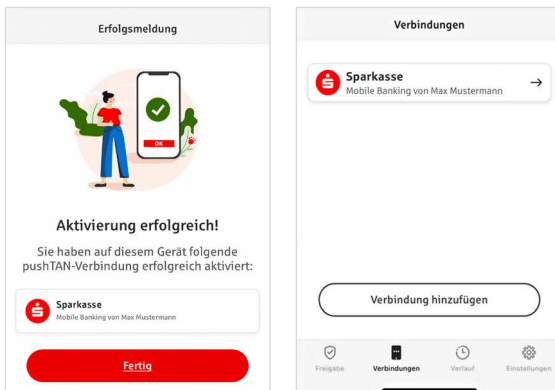 Erfolgsmeldung
OK
Aktivierung erfolgreich!
Sie haben auf diesem Gerät folgende
pushTAN-Verbindung erfolgreich aktiviert:
Sparkasse
Mobile Banking von Max Mustermann
Fertig
Verbindungen
Sparkasse
Mobile Banking von Max Mustermann
Verbindung hinzufügen
Freigabe
Verbindungen
Verlauf
Einstellungen